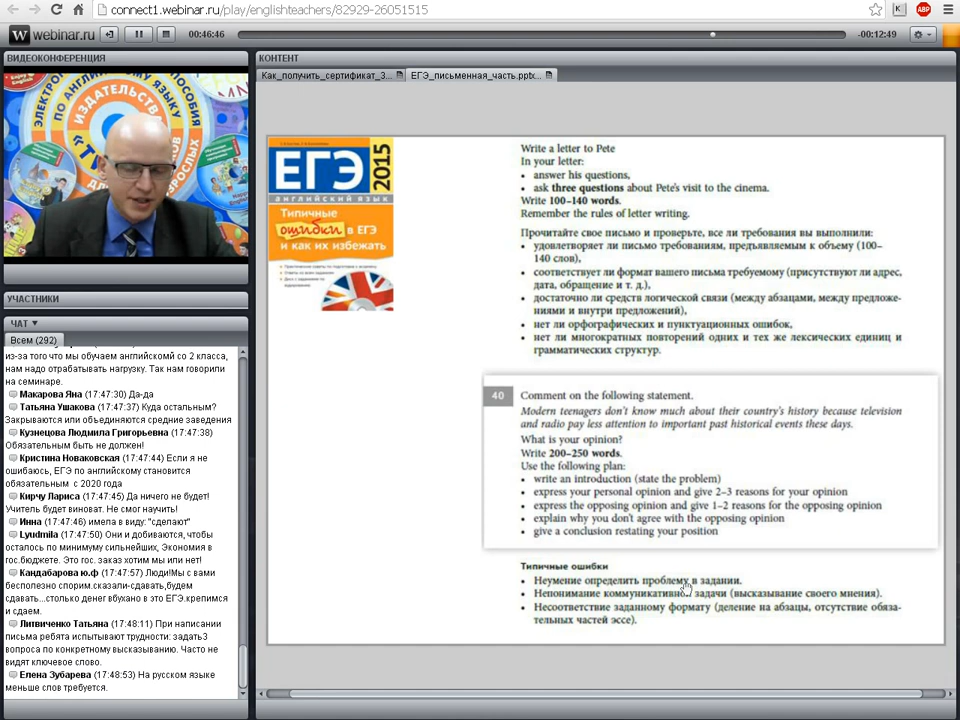 connect1.webinar.ru/play/englishteachers/82929-26051515
K
ABP
W webinar.ru
00:46:46
-00:12:49
ВИДЕОКОНФЕРЕНЦИЯ
ИЗДАТЕЛЬСТВО
ПО АНГЛИЙСКОМУ ЯЗЫКУ
УЧАСТНИКИ
ЧАТ
Всем (292)
из-за того что мы обучаем английскомй со 2 класса,
нам надо отрабатывать нагрузку. Так нам говорили
на семинаре.
Макарова Яна (17:47:30) Да-да
Татьяна Ушакова (17:47:37) Куда остальным?
Закрываются или объединяются средние заведения
Кузнецова Людмила Григорьевна (17:47:38)
Обязательным быть не должен!
Кристина Новаковская (17:47:44) Если я не
ошибаюсь, ЕГЭ по английскому становится
обязательным с 2020 года
Кирчу Лариса (17:47:45) Да ничего не будет!
Учитель будет виноват. Не смог научить!
Инна (17:47:46) имела в виду: "сделают"
Lyudmila (17:47:50) Они и добиваются, чтобы
осталось по минимуму сильнейших, Экономия в
гос.бюджете. Это гос. заказ хотим мы или нет!
Кандабарова ю.ф (17:47:57) Люди!Мы с вами
бесполезно спорим.сказали-сдавать,будем
сдавать...столько денег вбухано в это ЕГЭ.крепимся
и сдаем.
Литвиченко Татьяна (17:48:11) При написании
письма ребята испытывают трудности: задать3
вопроса по конкретному высказыванию. Часто не
видят ключевое слово.
Елена Зубарева (17:48:53) На русском языке
меньше слов требуется.
КОНТЕНТ
Как_получить_сертификат_3...
ЕГЭ_письменная_часть.pptx...
ЕГЭ
2015
АНГЛИЙСКИЙ ЯЗЫК
Типичные
ошибки в ЕГЭ
и как их избежать
Write a letter to Pete
In your letter:
• answer his questions,
• ask three questions about Pete's visit to the cinema.
Write 100–140 words.
Remember the rules of letter writing.
Прочитайте свое письмо и проверьте, все ли требования вы выполнили:
• удовлетворяет ли письмо требованиям, предъявляемым к объему (100–
140 слов),
• соответствует ли формат вашего письма требуемому (присутствуют ли адрес,
дата, обращение и т. д.),
• достаточно ли средств логической связи (между абзацами, между предложе-
ниями и внутри предложений),
• нет ли орфографических и пунктуационных ошибок,
• нет ли многократных повторений одних и тех же лексических единиц и
грамматических структур.
40
Comment on the following statement.
Modern teenagers don't know much about their country's history because television
and radio pay less attention to important past historical events these days.
What is your opinion?
Write 200–250 words.
Use the following plan:
• write an introduction (state the problem)
• express your personal opinion and give 2–3 reasons for your opinion
• express the opposing opinion and give 1–2 reasons for the opposing opinion
• explain why you don't agree with the opposing opinion
• give a conclusion restating your position
Типичные ошибки
• Неумение определить проблему в задании.
• Непонимание коммуникативной задачи (высказывание своего мнения).
• Несоответствие заданному формату (деление на абзацы, отсутствие обяза-
тельных частей эссе).